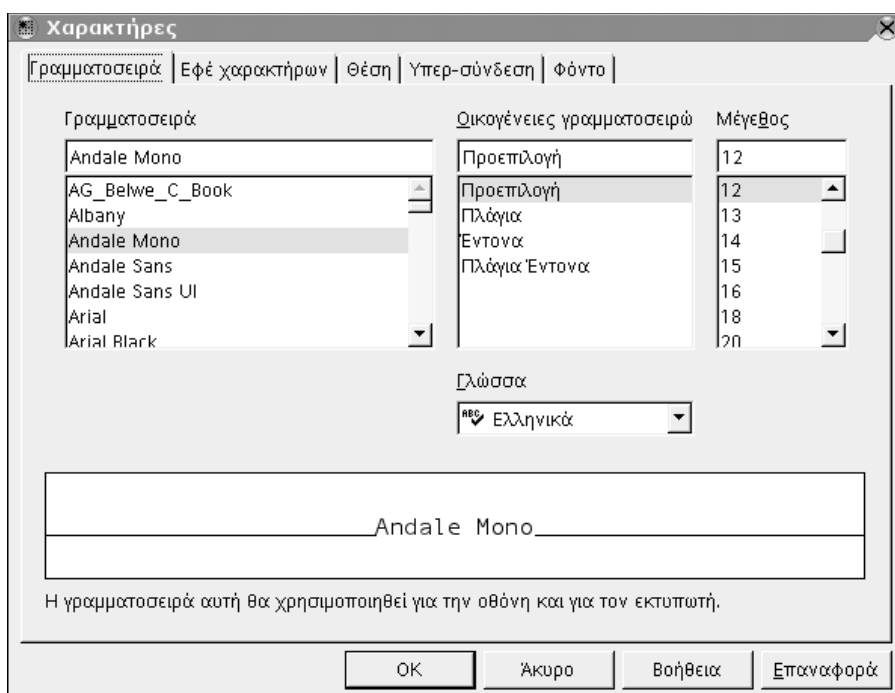 Χαρακτήρες
Γραμματοσειρά Εφέ χαρακτήρων Θέση Υπερ-σύνδεση Φόντο
Γραμματοσειρά Οικογένειες γραμματοσειρώ Μέγεθος
Andale Mono Προεπιλογή 12
AG_Belwe_C_Book Προεπιλογή 12
Albany Πλάγια 13
Andale Mono Έντονα 14
Andale Sans Πλάγια Έντονα 15
Andale Sans UI 16
Arial 18
Arial Black 20
Γλώσσα
ABC Ελληνικά
Andale Mono
Η γραμματοσειρά αυτή θα χρησιμοποιηθεί για την οθόνη και για τον εκτυπωτή.
OK Άκυρο Βοήθεια Επαναφορά